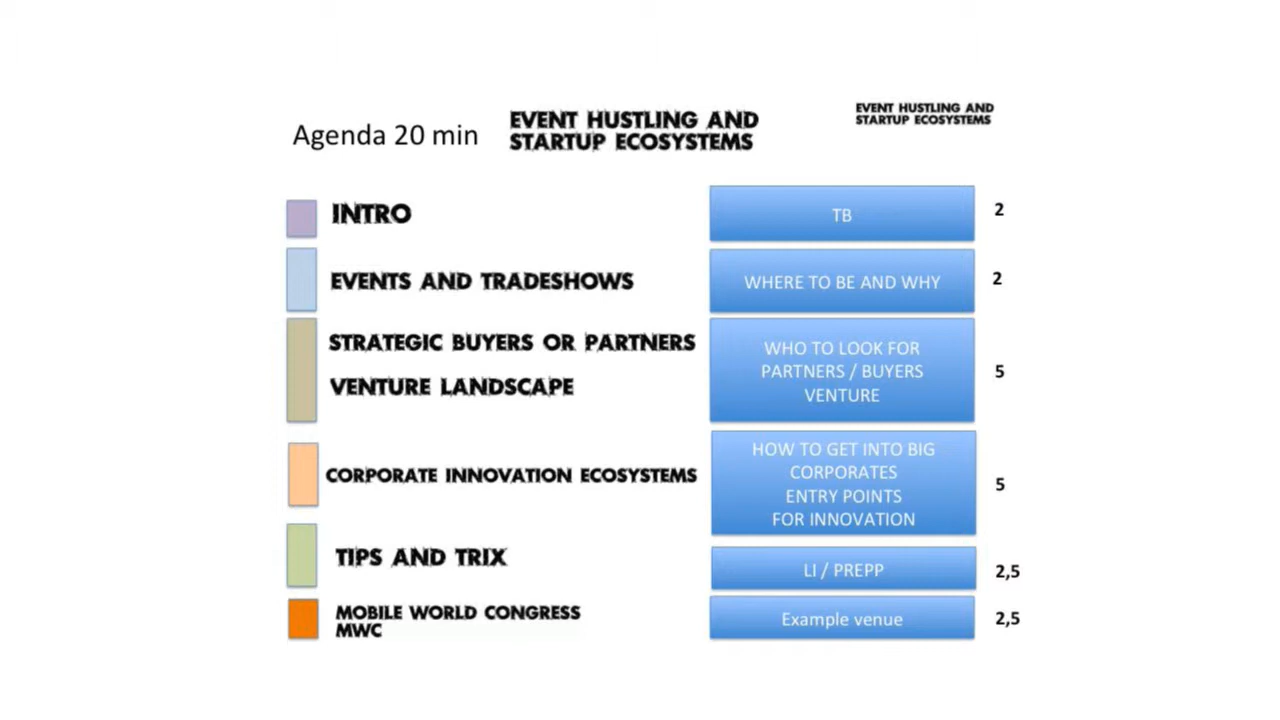 Agenda 20 min
EVENT HUSTLING AND
STARTUP ECOSYSTEMS
EVENT HUSTLING AND
STARTUP ECOSYSTEMS
INTRO
TB
2
EVENTS AND TRADESHOWS
WHERE TO BE AND WHY
2
STRATEGIC BUYERS OR PARTNERS
VENTURE LANDSCAPE
WHO TO LOOK FOR
PARTNERS / BUYERS
VENTURE
5
CORPORATE INNOVATION ECOSYSTEMS
HOW TO GET INTO BIG
CORPORATES
ENTRY POINTS
FOR INNOVATION
5
TIPS AND TRIX
LI / PREPP
2,5
MOBILE WORLD CONGRESS
MWC
Example venue
2,5